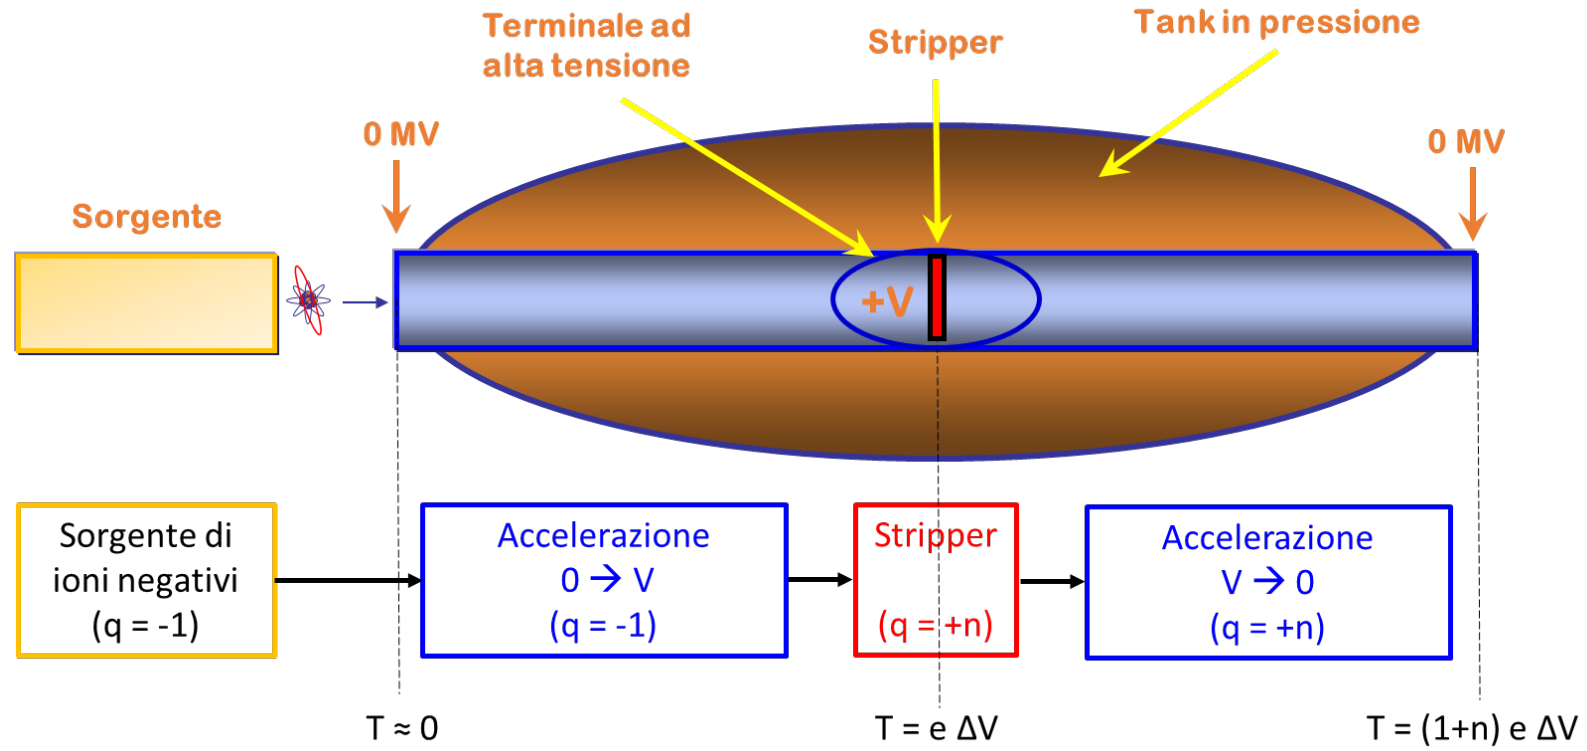 Terminale ad
alta tensione
Stripper
Tank in pressione
0 MV
0 MV
Sorgente
+V
Sorgente di
ioni negativi
(q = -1)
Accelerazione
0 → V
(q = -1)
Stripper
(q = +n)
Accelerazione
V → 0
(q = +n)
T ≈ 0
T = e ΔV
T = (1+n) e ΔV